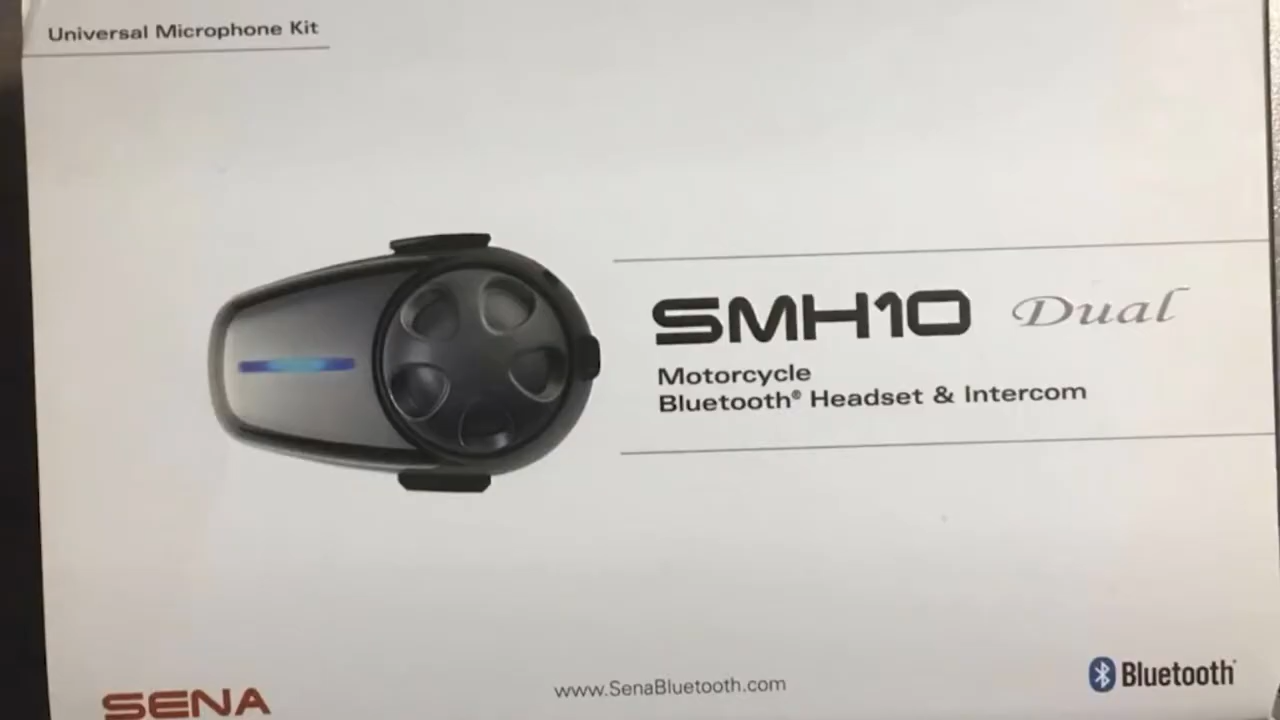 Universal Microphone Kit
SMH10 Dual
Motorcycle
Bluetooth® Headset & Intercom
SENA
www.SenaBluetooth.com
Bluetooth®